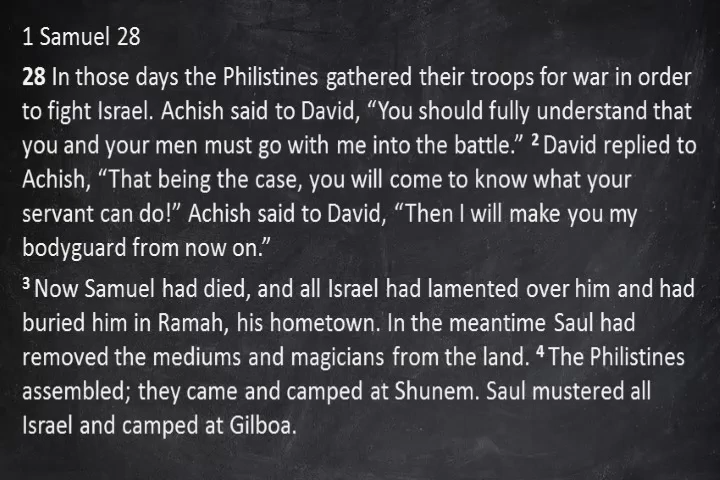 1 Samuel 28
28 In those days the Philistines gathered their troops for war in order
to fight Israel. Achish said to David, “You should fully understand that
you and your men must go with me into the battle.” 2 David replied to
Achish, “That being the case, you will come to know what your
servant can do!” Achish said to David, “Then I will make you my
bodyguard from now on.”
3 Now Samuel had died, and all Israel had lamented over him and had
buried him in Ramah, his hometown. In the meantime Saul had
removed the mediums and magicians from the land. 4 The Philistines
assembled; they came and camped at Shunem. Saul mustered all
Israel and camped at Gilboa.